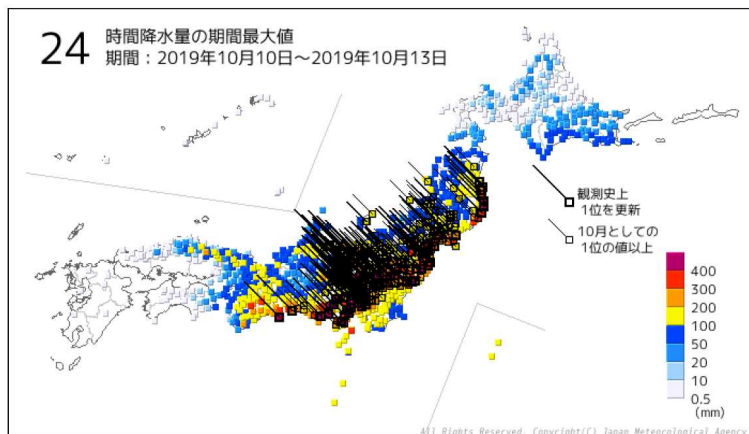 24 時間降水量の期間最大値
期間：2019年10月10日～2019年10月13日
観測史上
1位を更新
10月としての
1位の値以上
400
300
200
100
50
20
10
0.5
(mm)
All Rights Reserved. Copyright(C) Japan Meteorological Agency